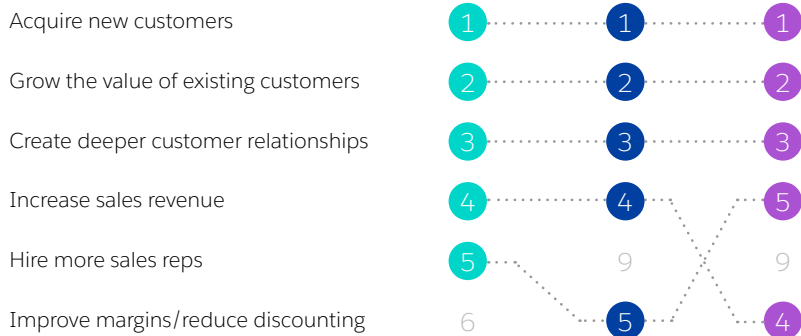 Acquire new customers 1 1 1
Grow the value of existing customers 2 2 2
Create deeper customer relationships 3 3 3
Increase sales revenue 4 4 5
Hire more sales reps 5 9 9
Improve margins/reduce discounting 6 5 4